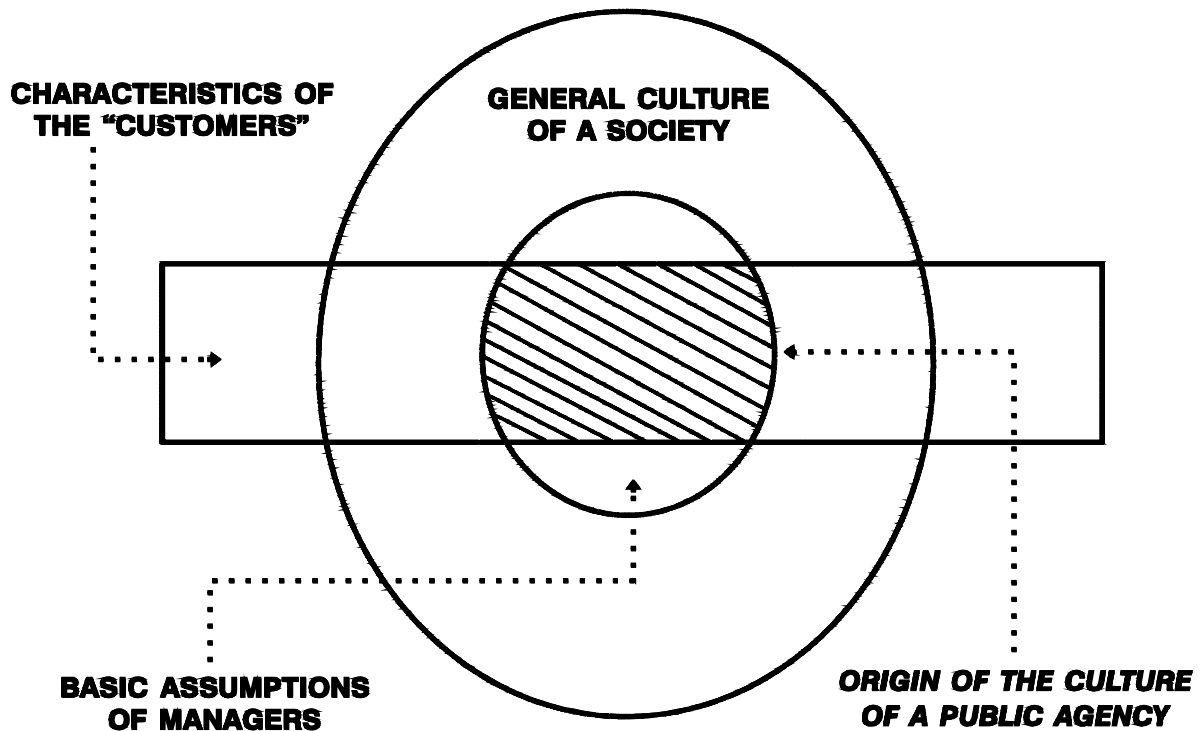 CHARACTERISTICS OF
THE “CUSTOMERS”
GENERAL CULTURE
OF A SOCIETY
BASIC ASSUMPTIONS
OF MANAGERS
ORIGIN OF THE CULTURE
OF A PUBLIC AGENCY